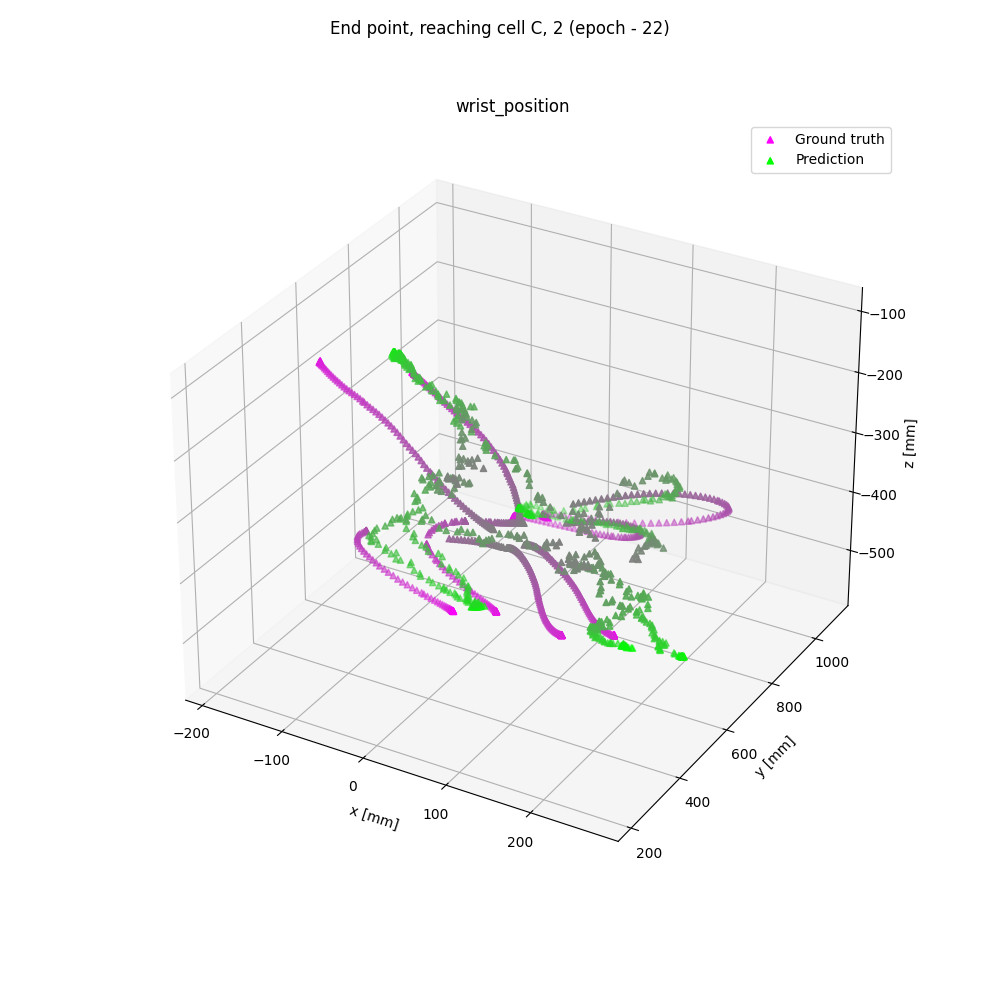 End point, reaching cell C, 2 (epoch - 22)
wrist_position
Ground truth
Prediction
−100
−200
−300
−400
−500
z [mm]
1000
800
600
400
200
y [mm]
−200
−100
0
100
200
x [mm]